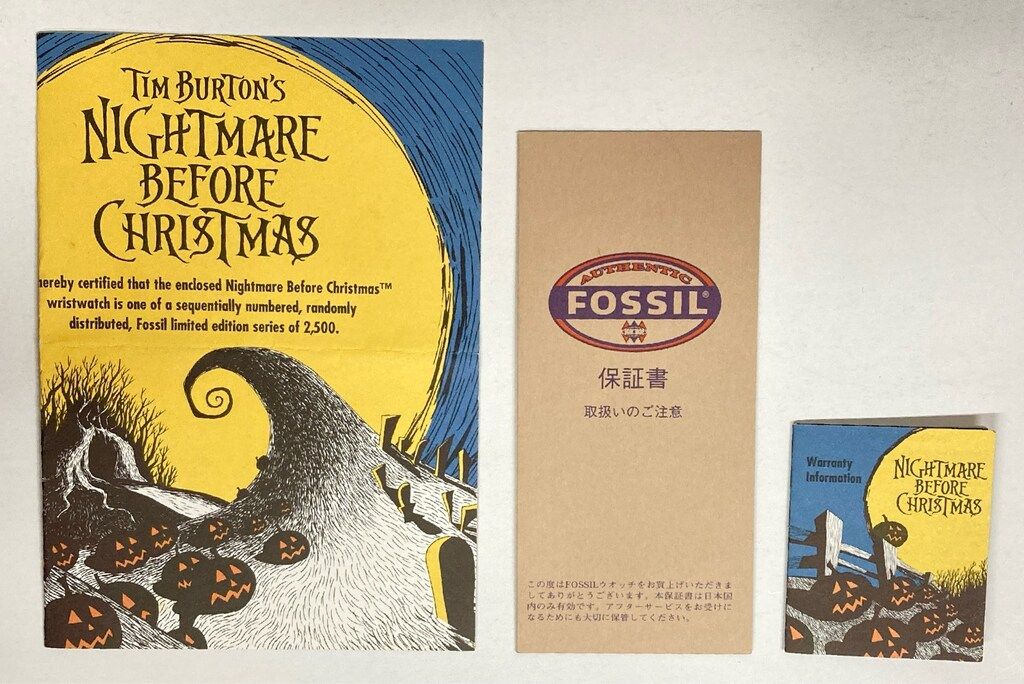 TIM BURTON'S
NIGHTMARE
BEFORE
CHRISTMAS
hereby certified that the enclosed Nightmare Before Christmas™
wristwatch is one of a sequentially numbered, randomly
distributed, Fossil limited edition series of 2,500.
AUTHENTIC
FOSSIL®
保証書
取扱いのご注意
この度はFOSSILウオッチをお買上げいただきま
してありがとうございます。本保証書は日本国
内のみ有効です。アフターサービスをお受けに
なるためにも大切に保管してください。
Warranty
Information
NIGHTMARE
BEFORE
CHRISTMAS